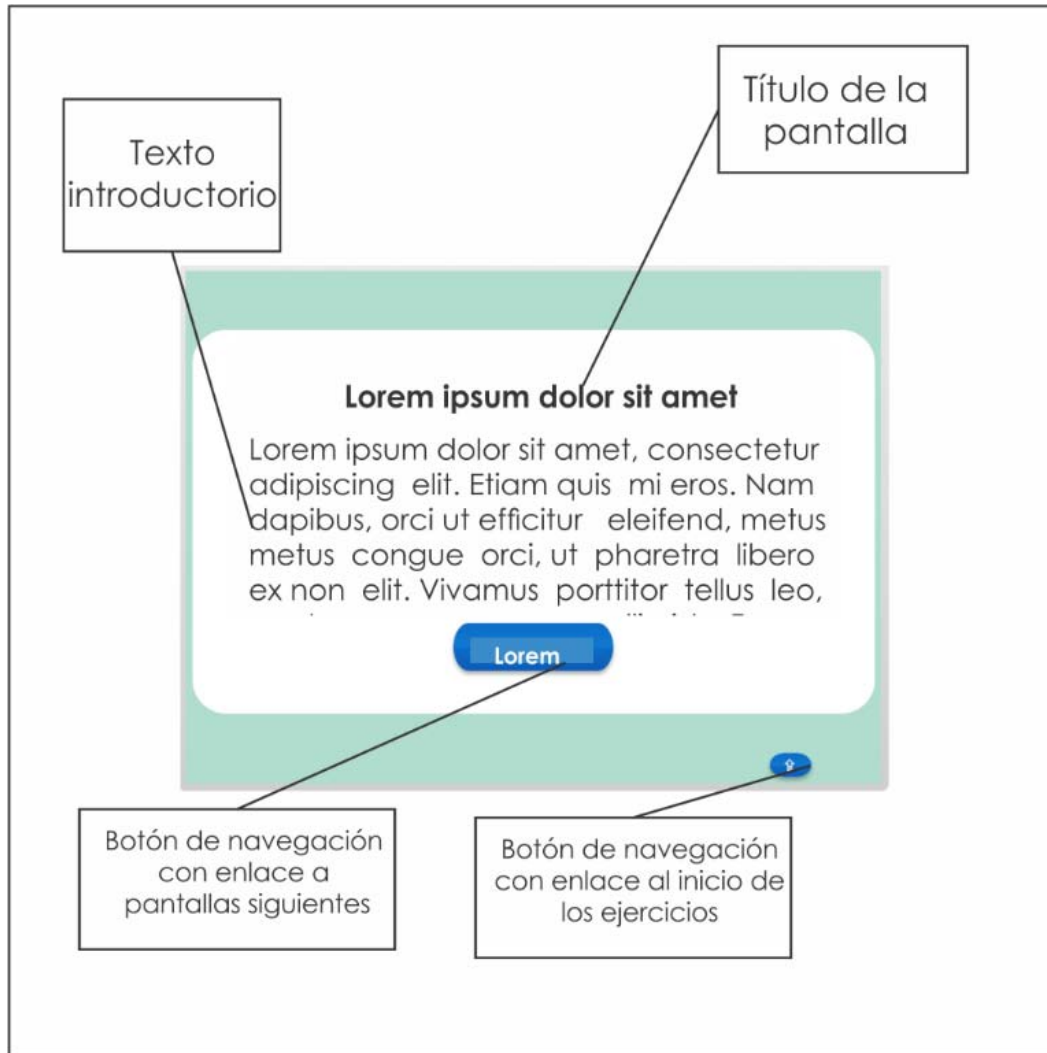 Título de la
pantalla
Texto
introductorio
Lorem ipsum dolor sit amet
Lorem ipsum dolor sit amet, consectetur
adipiscing elit. Etiam quis mi eros. Nam
dapibus, orci ut efficitur eleifend, metus
metus congue orci, ut pharetra libero
ex non elit. Vivamus porttitor tellus leo,
Lorem
Botón de navegación
con enlace a
pantallas siguientes
Botón de navegación
con enlace al inicio de
los ejercicios